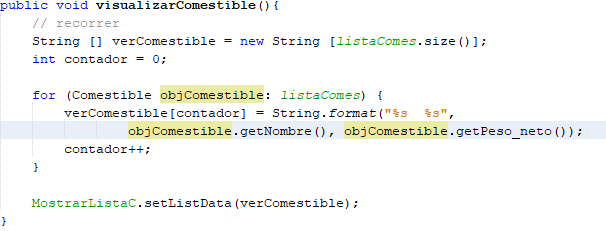 public void visualizarComestible(){
// recorrer
String [] verComestible = new String [listaComes.size()];
int contador = 0;
for (Comestible objComestible: listaComes) {
verComestible[contador] = String.format("%s  %s",
objComestible.getNombre(), objComestible.getPeso_neto());
contador++;
}
MostrarListaC.setListData(verComestible);
}